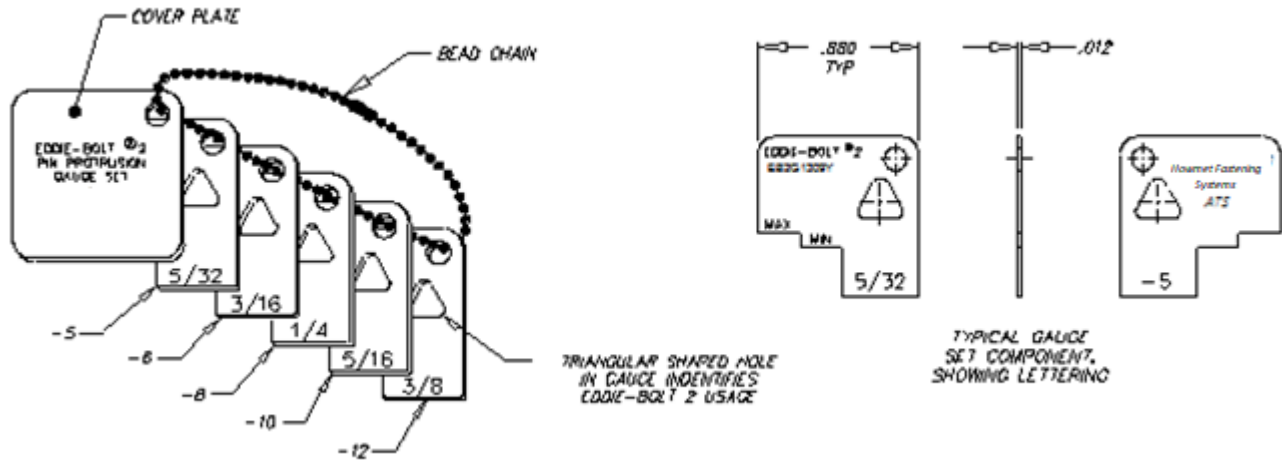 COVER PLATE
BEAD CHAIN
EDDIE-BOLT ® 2
PIN PROTRUSION
GAUGE SET
5/32
3/16
1/4
5/16
3/8
-5
-6
-8
-10
-12
TRIANGULAR SHAPED HOLE
IN GAUGE INDENTIFIES
EDDIE-BOLT 2 USAGE
.880
TYP
.012
EDDIE-BOLT ® 2
MAX
MIN
5/32
Howmet Fastening
Systems
ATS
-5
TYPICAL GAUGE
SET COMPONENT,
SHOWING LETTERING